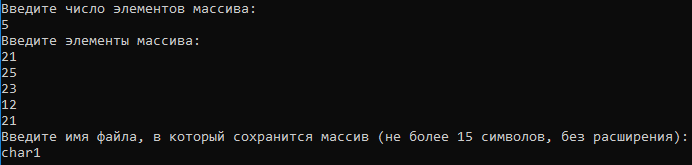 Введите число элементов массива:
5
Введите элементы массива:
21
25
23
12
21
Введите имя файла, в который сохранится массив (не более 15 символов, без расширения):
char1